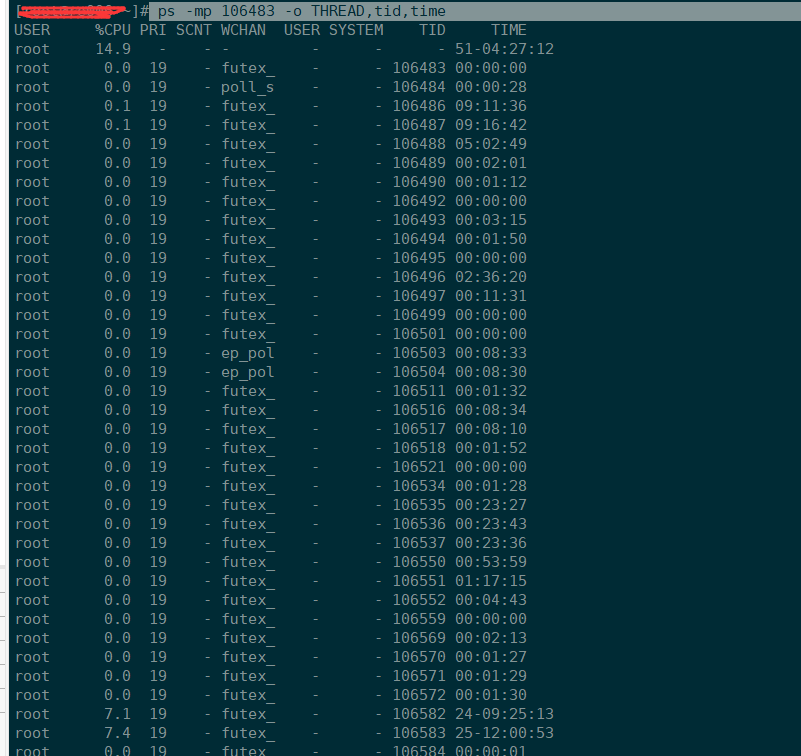 ~]# ps -mp 106483 -o THREAD,tid,time
USER %CPU PRI SCNT WCHAN USER SYSTEM TID TIME
root 14.9 - - - - - - 51-04:27:12
root 0.0 19 - futex_ - - 106483 00:00:00
root 0.0 19 - poll_s - - 106484 00:00:28
root 0.1 19 - futex_ - - 106486 09:11:36
root 0.1 19 - futex_ - - 106487 09:16:42
root 0.0 19 - futex_ - - 106488 05:02:49
root 0.0 19 - futex_ - - 106489 00:02:01
root 0.0 19 - futex_ - - 106490 00:01:12
root 0.0 19 - futex_ - - 106492 00:00:00
root 0.0 19 - futex_ - - 106493 00:03:15
root 0.0 19 - futex_ - - 106494 00:01:50
root 0.0 19 - futex_ - - 106495 00:00:00
root 0.0 19 - futex_ - - 106496 02:36:20
root 0.0 19 - futex_ - - 106497 00:11:31
root 0.0 19 - futex_ - - 106499 00:00:00
root 0.0 19 - futex_ - - 106501 00:00:00
root 0.0 19 - ep_pol - - 106503 00:08:33
root 0.0 19 - ep_pol - - 106504 00:08:30
root 0.0 19 - futex_ - - 106511 00:01:32
root 0.0 19 - futex_ - - 106516 00:08:34
root 0.0 19 - futex_ - - 106517 00:08:10
root 0.0 19 - futex_ - - 106518 00:01:52
root 0.0 19 - futex_ - - 106521 00:00:00
root 0.0 19 - futex_ - - 106534 00:01:28
root 0.0 19 - futex_ - - 106535 00:23:27
root 0.0 19 - futex_ - - 106536 00:23:43
root 0.0 19 - futex_ - - 106537 00:23:36
root 0.0 19 - futex_ - - 106550 00:53:59
root 0.0 19 - futex_ - - 106551 01:17:15
root 0.0 19 - futex_ - - 106552 00:04:43
root 0.0 19 - futex_ - - 106559 00:00:00
root 0.0 19 - futex_ - - 106569 00:02:13
root 0.0 19 - futex_ - - 106570 00:01:27
root 0.0 19 - futex_ - - 106571 00:01:29
root 0.0 19 - futex_ - - 106572 00:01:30
root 7.1 19 - futex_ - - 106582 24-09:25:13
root 7.4 19 - futex_ - - 106583 25-12:00:53
root 0.0 19 - futex_ - - 106584 00:00:01